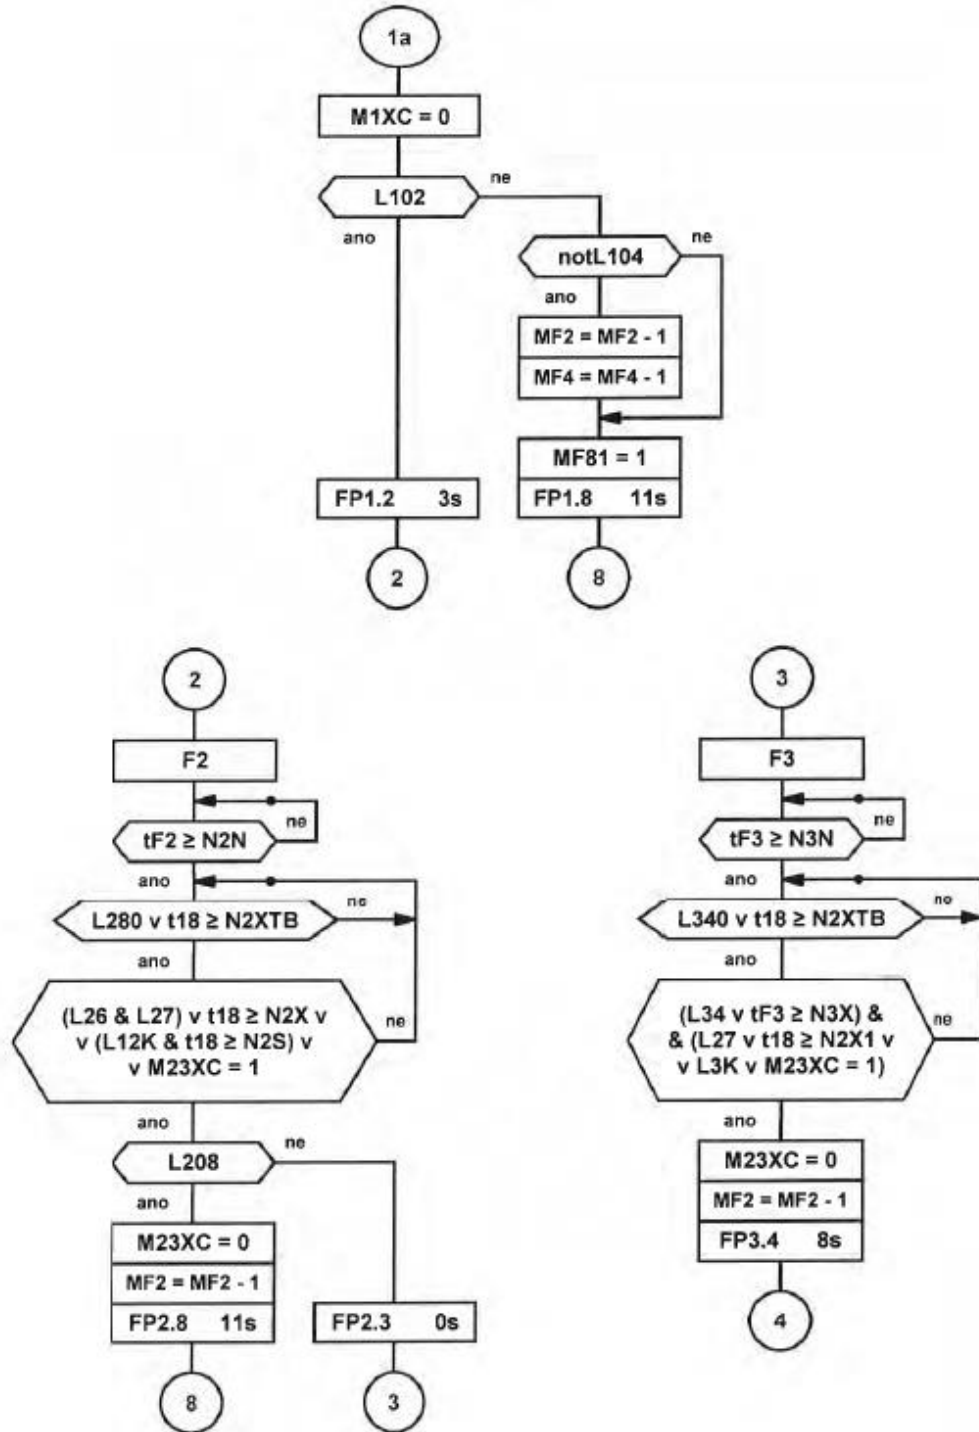 1a
M1XC = 0
L102
ne
ano
notL104
ne
ano
MF2 = MF2 - 1
MF4 = MF4 - 1
MF81 = 1
FP1.2 3s
FP1.8 11s
2
8
2
F2
ne
tF2 ≥ N2N
ano
L280 v t18 ≥ N2XTB
ne
ano
(L26 & L27) v t18 ≥ N2X v
v (L12K & t18 ≥ N2S) v
v M23XC = 1
ne
ano
L208
ne
ano
M23XC = 0
MF2 = MF2 - 1
FP2.8 11s
FP2.3 0s
8
3
3
F3
ne
tF3 ≥ N3N
ano
L340 v t18 ≥ N2XTB
ne
ano
(L34 v tF3 ≥ N3X) &
& (L27 v t18 ≥ N2X1 v
v L3K v M23XC = 1)
ne
ano
M23XC = 0
MF2 = MF2 - 1
FP3.4 8s
4